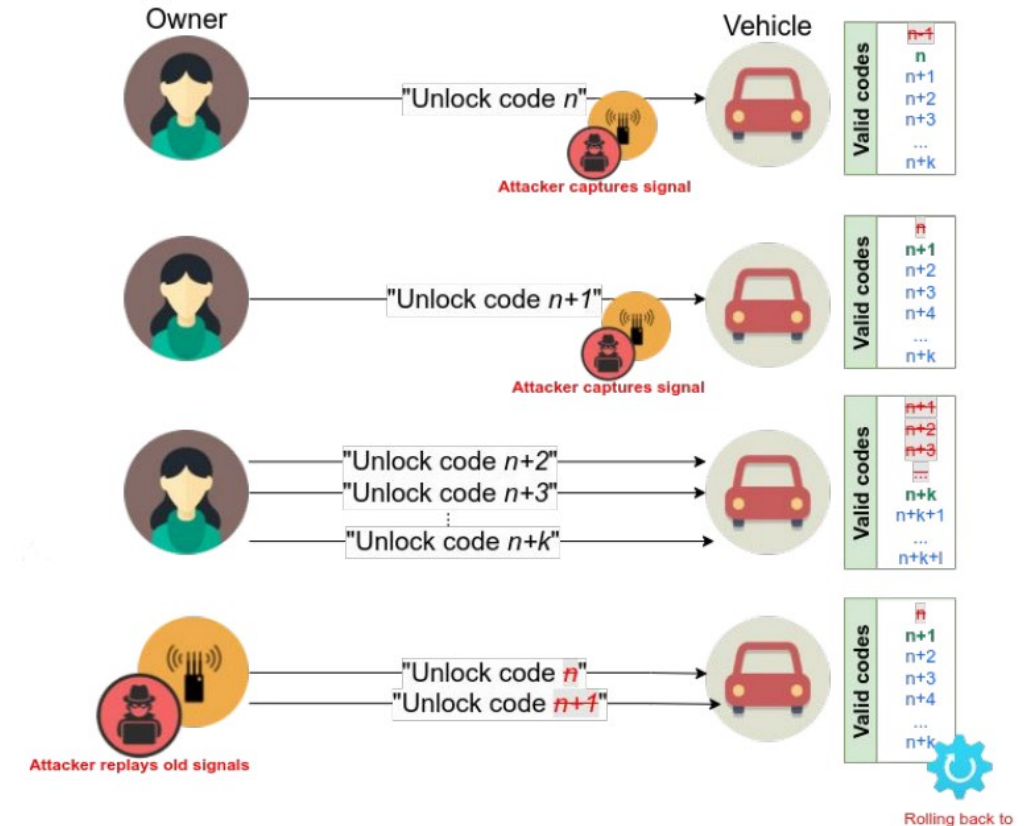 Owner
Vehicle
"Unlock code n"
Attacker captures signal
Valid codes
n-1
n
n+1
n+2
n+3
...
n+k
"Unlock code n+1"
Attacker captures signal
Valid codes
n
n+1
n+2
n+3
n+4
...
n+k
"Unlock code n+2"
"Unlock code n+3"
"Unlock code n+k"
Valid codes
n+1
n+2
n+3
...
n+k
n+k+1
...
n+k+l
"Unlock code n"
"Unlock code n+1"
Attacker replays old signals
Valid codes
n
n+1
n+2
n+3
n+4
...
n+k
Rolling back to